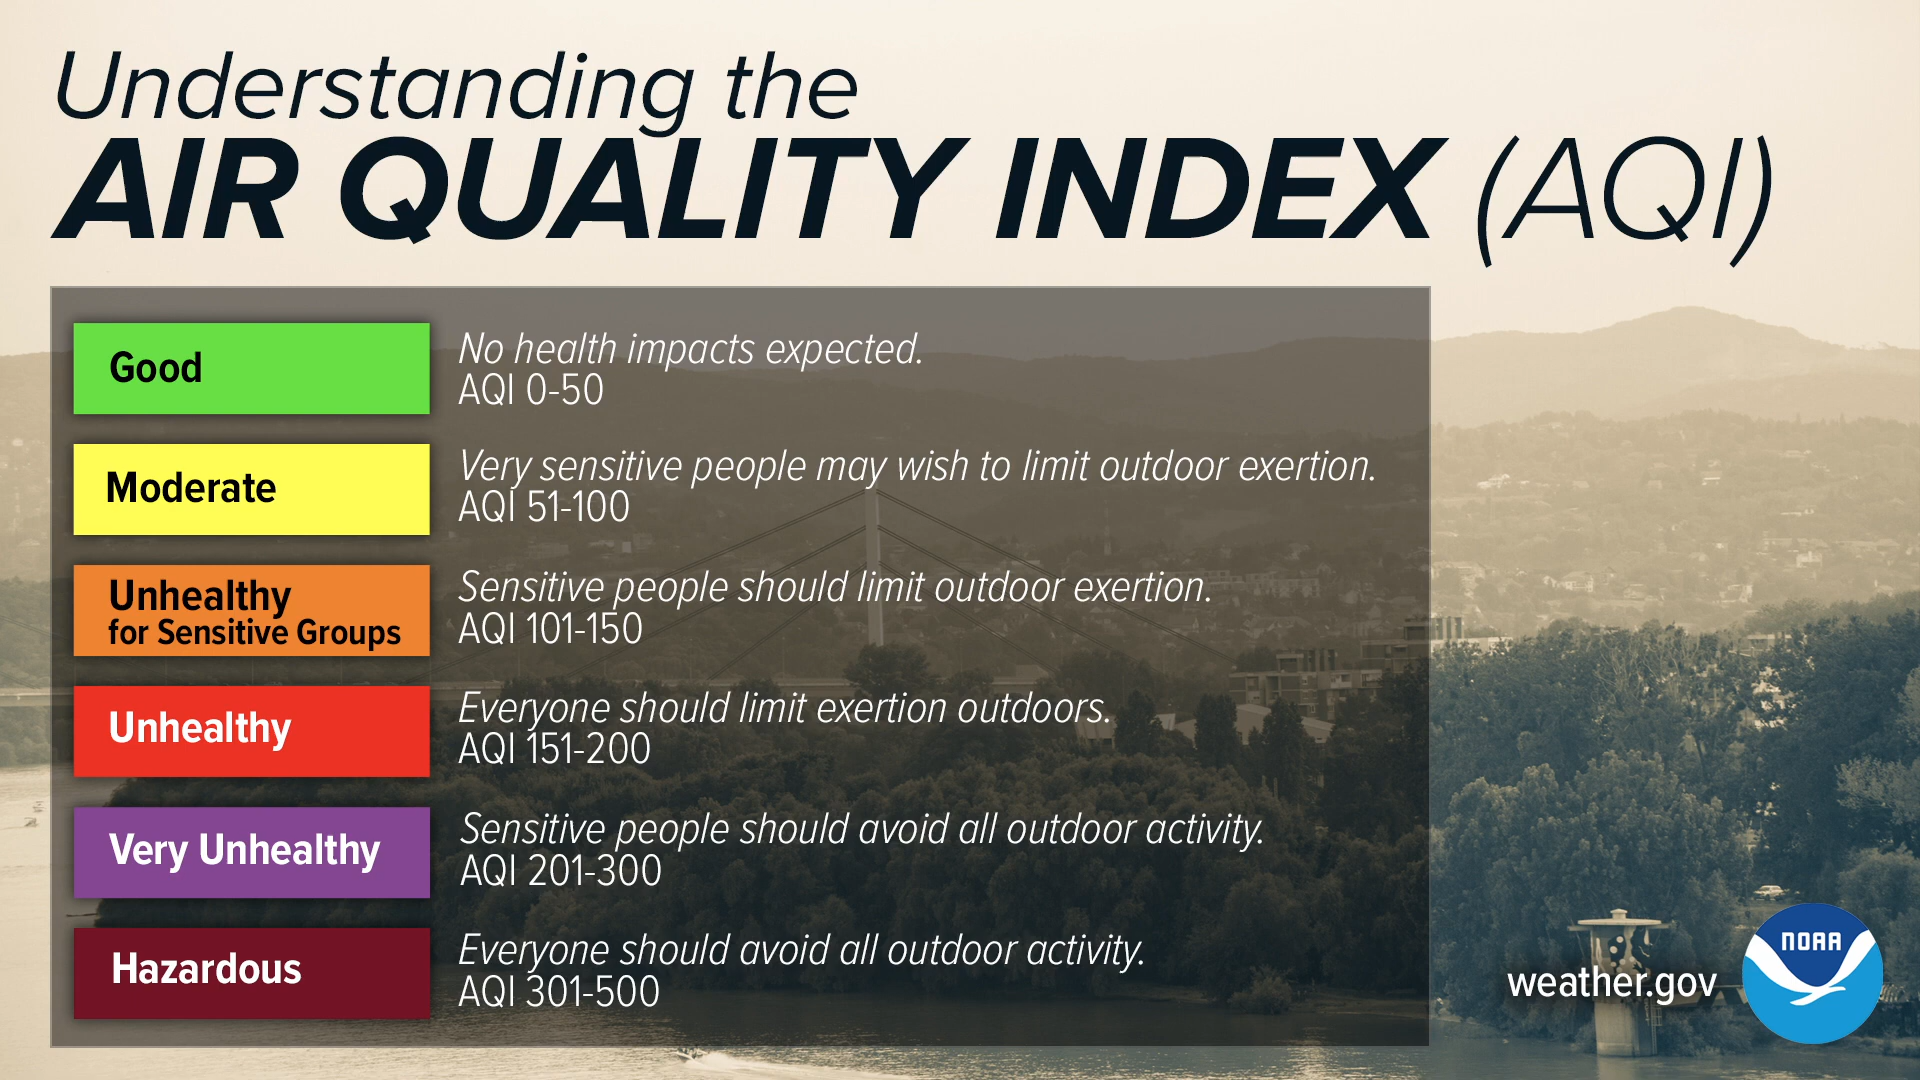 Understanding the
AIR QUALITY INDEX (AQI)
Good
No health impacts expected.
AQI 0-50
Moderate
Very sensitive people may wish to limit outdoor exertion.
AQI 51-100
Unhealthy
for Sensitive Groups
Sensitive people should limit outdoor exertion.
AQI 101-150
Unhealthy
Everyone should limit exertion outdoors.
AQI 151-200
Very Unhealthy
Sensitive people should avoid all outdoor activity.
AQI 201-300
Hazardous
Everyone should avoid all outdoor activity.
AQI 301-500
weather.gov
NOAA